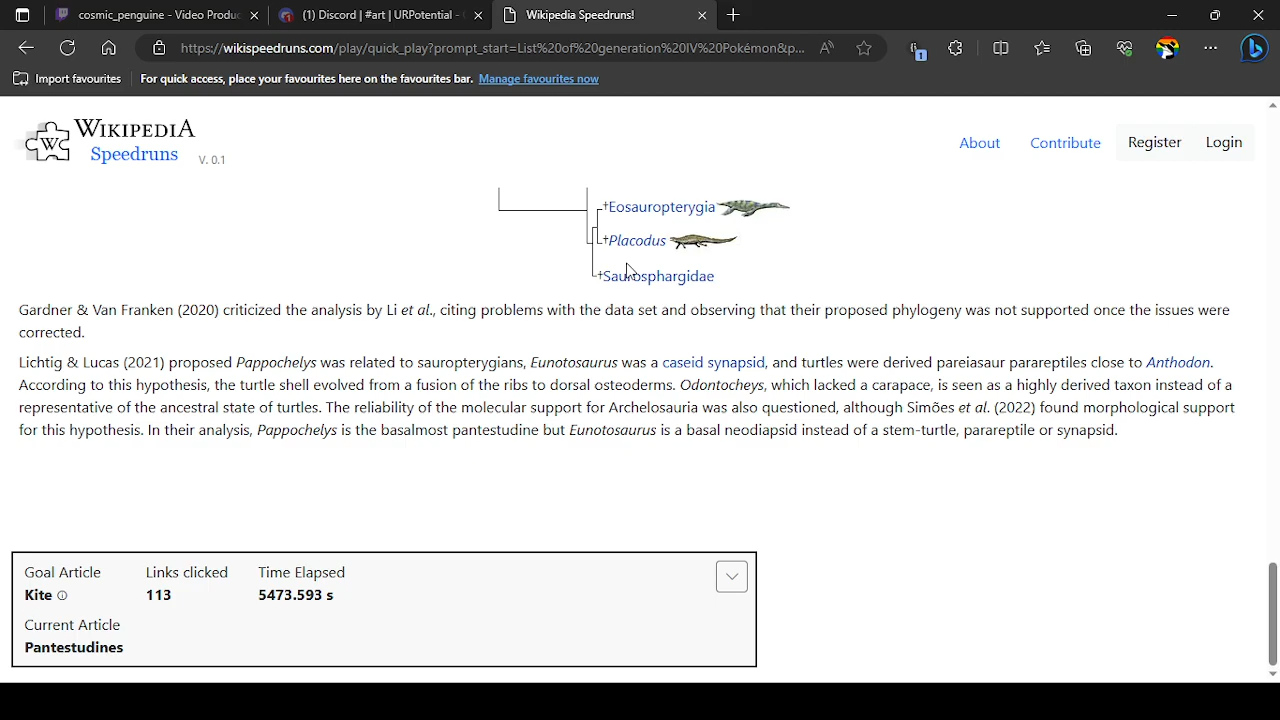 cosmic_penguine - Video Produc
(1) Discord | #art | URPotential -
Wikipedia Speedruns!
https://wikispeedruns.com/play/quick_play?prompt_start=List%20of%20generation%20IV%20Pokémon&p...
1
Import favourites
For quick access, place your favourites here on the favourites bar. Manage favourites now
W
WIKIPEDIA
Speedruns
V. 0.1
About
Contribute
Register
Login
†Eosauropterygia
†Placodus
†Saurosphargidae
Gardner & Van Franken (2020) criticized the analysis by Li et al., citing problems with the data set and observing that their proposed phylogeny was not supported once the issues were
corrected.
Lichtig & Lucas (2021) proposed Pappochelys was related to sauropterygians, Eunotosaurus was a caseid synapsid, and turtles were derived pareiasaur parareptiles close to Anthodon.
According to this hypothesis, the turtle shell evolved from a fusion of the ribs to dorsal osteoderms. Odontocheys, which lacked a carapace, is seen as a highly derived taxon instead of a
representative of the ancestral state of turtles. The reliability of the molecular support for Archelosauria was also questioned, although Simões et al. (2022) found morphological support
for this hypothesis. In their analysis, Pappochelys is the basalmost pantestudine but Eunotosaurus is a basal neodiapsid instead of a stem-turtle, parareptile or synapsid.
Goal Article
Links clicked
Time Elapsed
Kite
113
5473.593 s
Current Article
Pantestudines